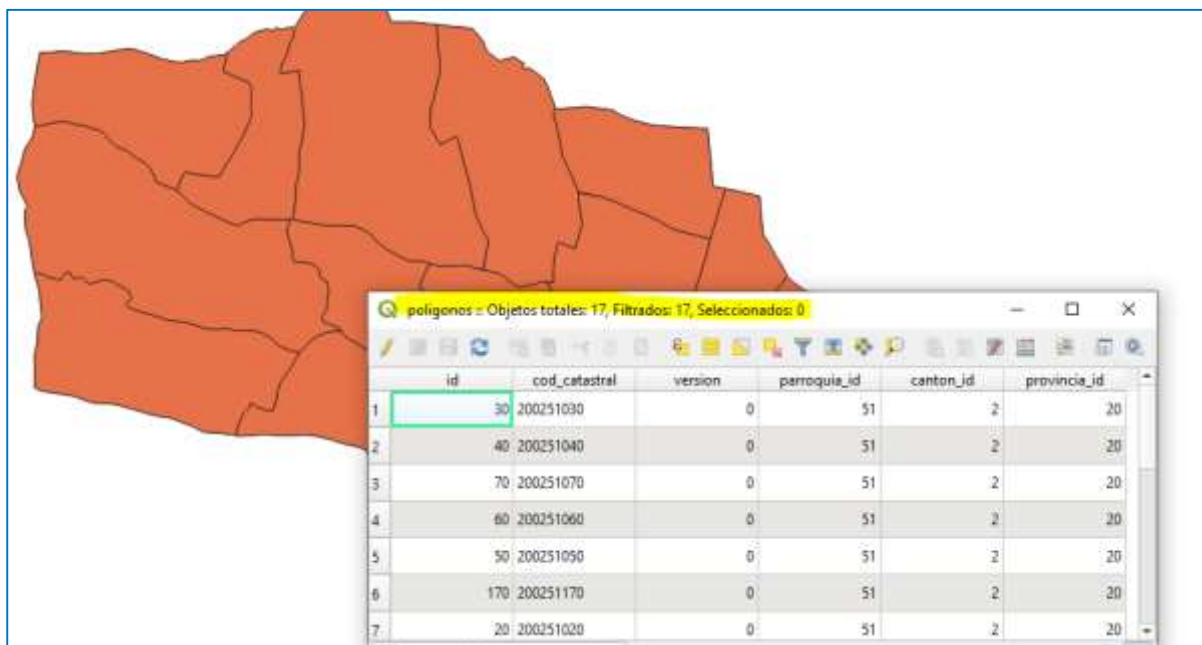 poligonos :: Objetos totales: 17, Filtrados: 17, Seleccionados: 0
id cod_catastral version parroquia_id canton_id provincia_id
1 30 200251030 0 51 2 20
2 40 200251040 0 51 2 20
3 70 200251070 0 51 2 20
4 60 200251060 0 51 2 20
5 50 200251050 0 51 2 20
6 170 200251170 0 51 2 20
7 20 200251020 0 51 2 20